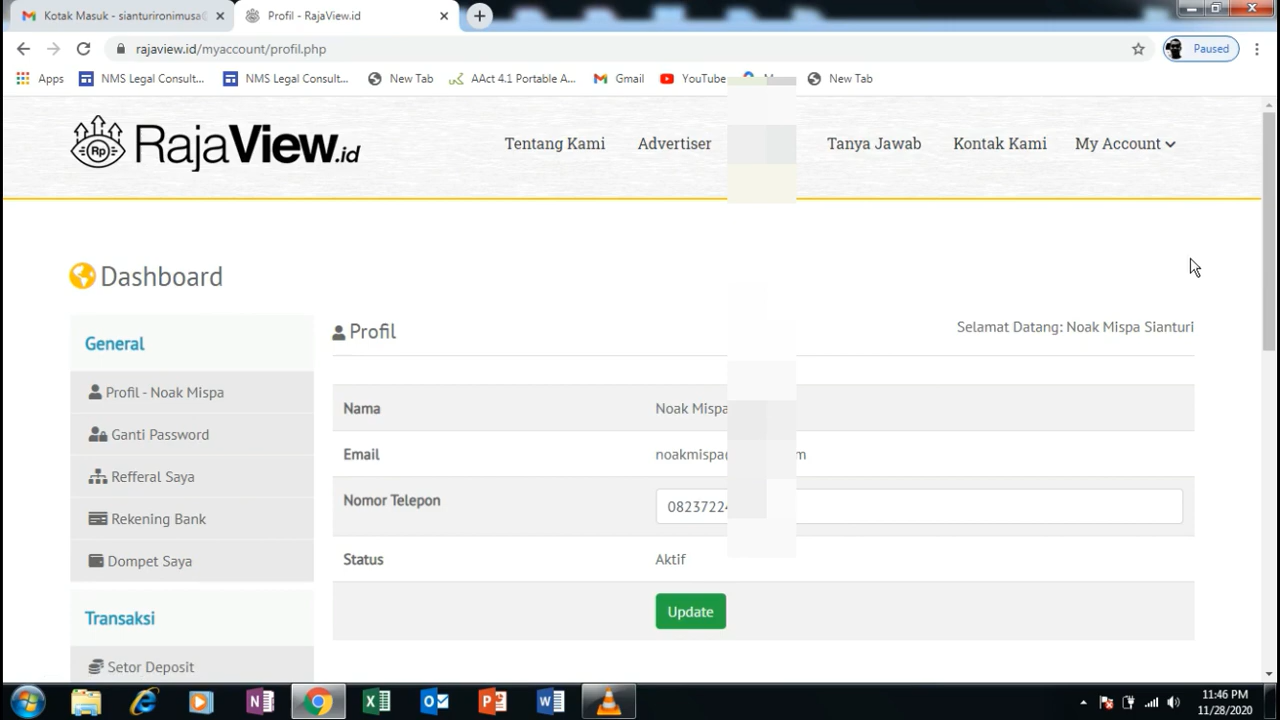 Kotak Masuk - sianturironimusa@
Profil - RajaView.id
rajaview.id/myaccount/profil.php
Paused
Apps
NMS Legal Consult...
NMS Legal Consult...
New Tab
AAct 4.1 Portable A...
Gmail
YouTube
New Tab
RajaView.id
Tentang Kami
Advertiser
Tanya Jawab
Kontak Kami
My Account
Dashboard
General
Profil - Noak Mispa
Ganti Password
Refferal Saya
Rekening Bank
Dompet Saya
Transaksi
Setor Deposit
Profil
Selamat Datang: Noak Mispa Sianturi
Nama Noak Mispa
Email
Nomor Telepon
Status Aktif
Update
11:46 PM
11/28/2020